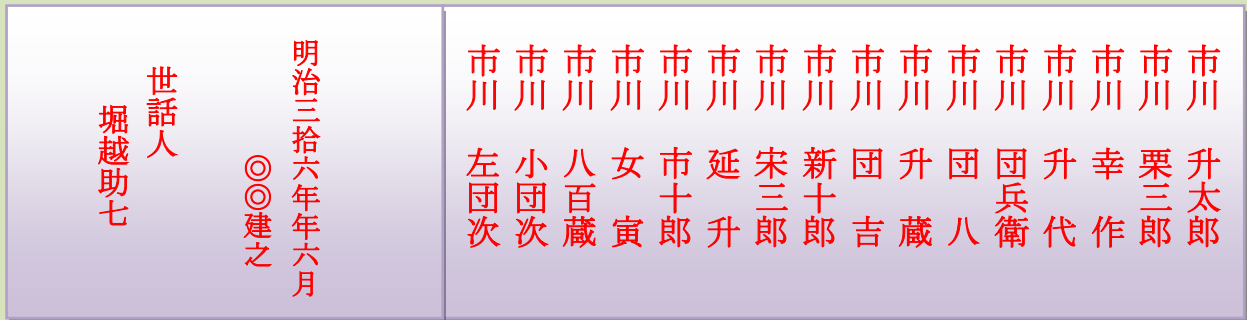 市川 升太郎
市川 栗三郎
市川 幸作
市川 升代
市川 団兵衛
市川 団八
市川 升蔵
市川 団吉
市川 新十郎
市川 宋三郎
市川 延升
市川 市十郎
市川 女寅
市川 八百蔵
市川 小団次
市川 左団次
明治三拾六年年六月
◎◎建之
世話人
堀越助七